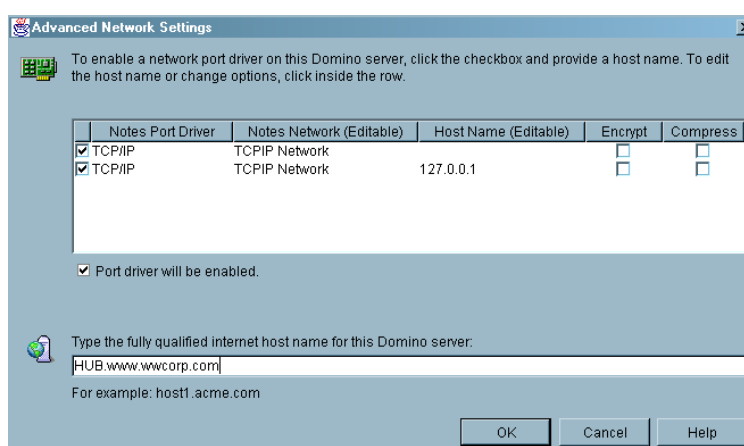 Advanced Network Settings
To enable a network port driver on this Domino server, click the checkbox and provide a host name. To edit
the host name or change options, click inside the row.
Notes Port Driver Notes Network (Editable) Host Name (Editable) Encrypt Compress
TCP/IP TCPIP Network
TCP/IP TCPIP Network 127.0.0.1
Port driver will be enabled.
Type the fully qualified internet host name for this Domino server:
HUB.www.wwcorp.com
For example: host1.acme.com
OK Cancel Help